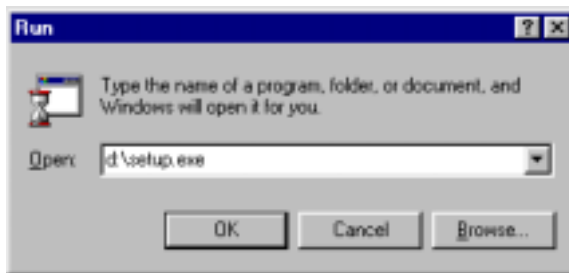 Run
Type the name of a program, folder, or document, and
Windows will open it for you.
Open: d:\setup.exe
OK Cancel Browse...